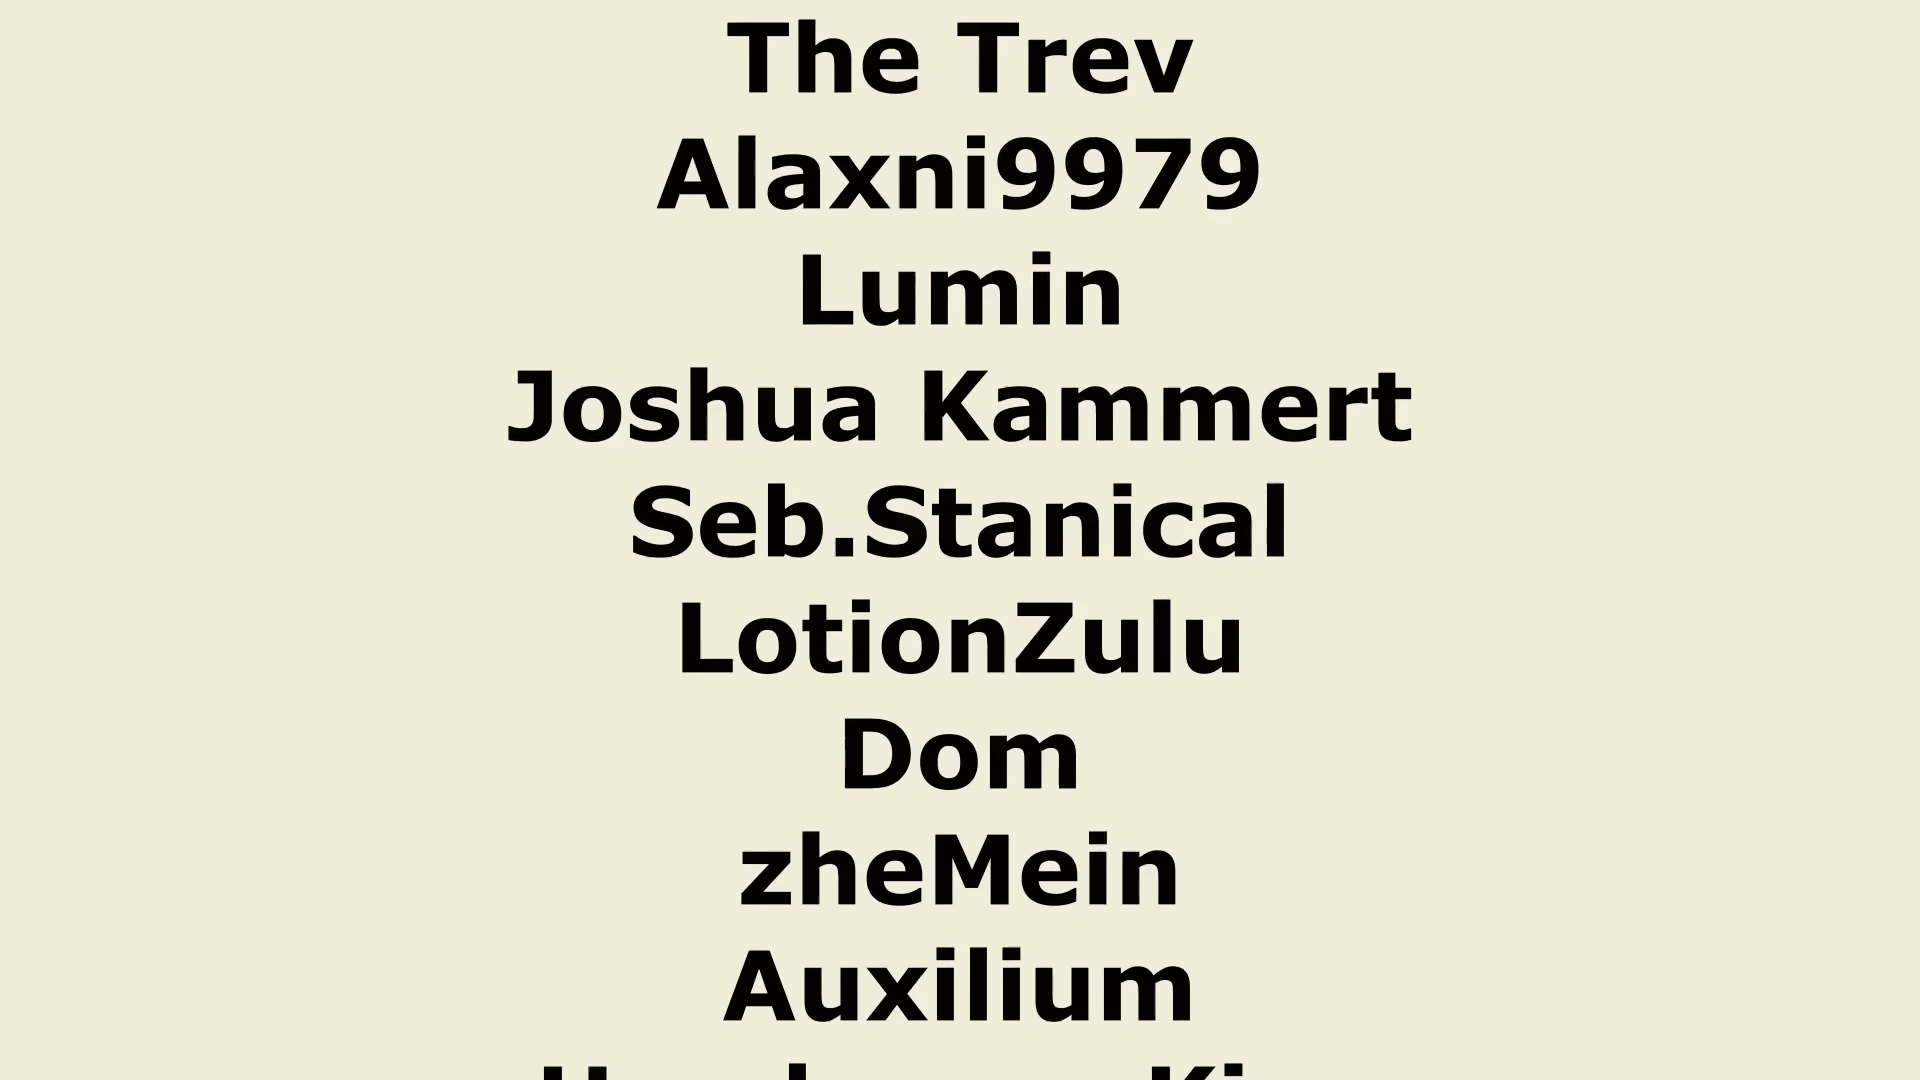 The Trev
Alaxni9979
Lumin
Joshua Kammert
Seb.Stanical
LotionZulu
Dom
zheMein
Auxilium